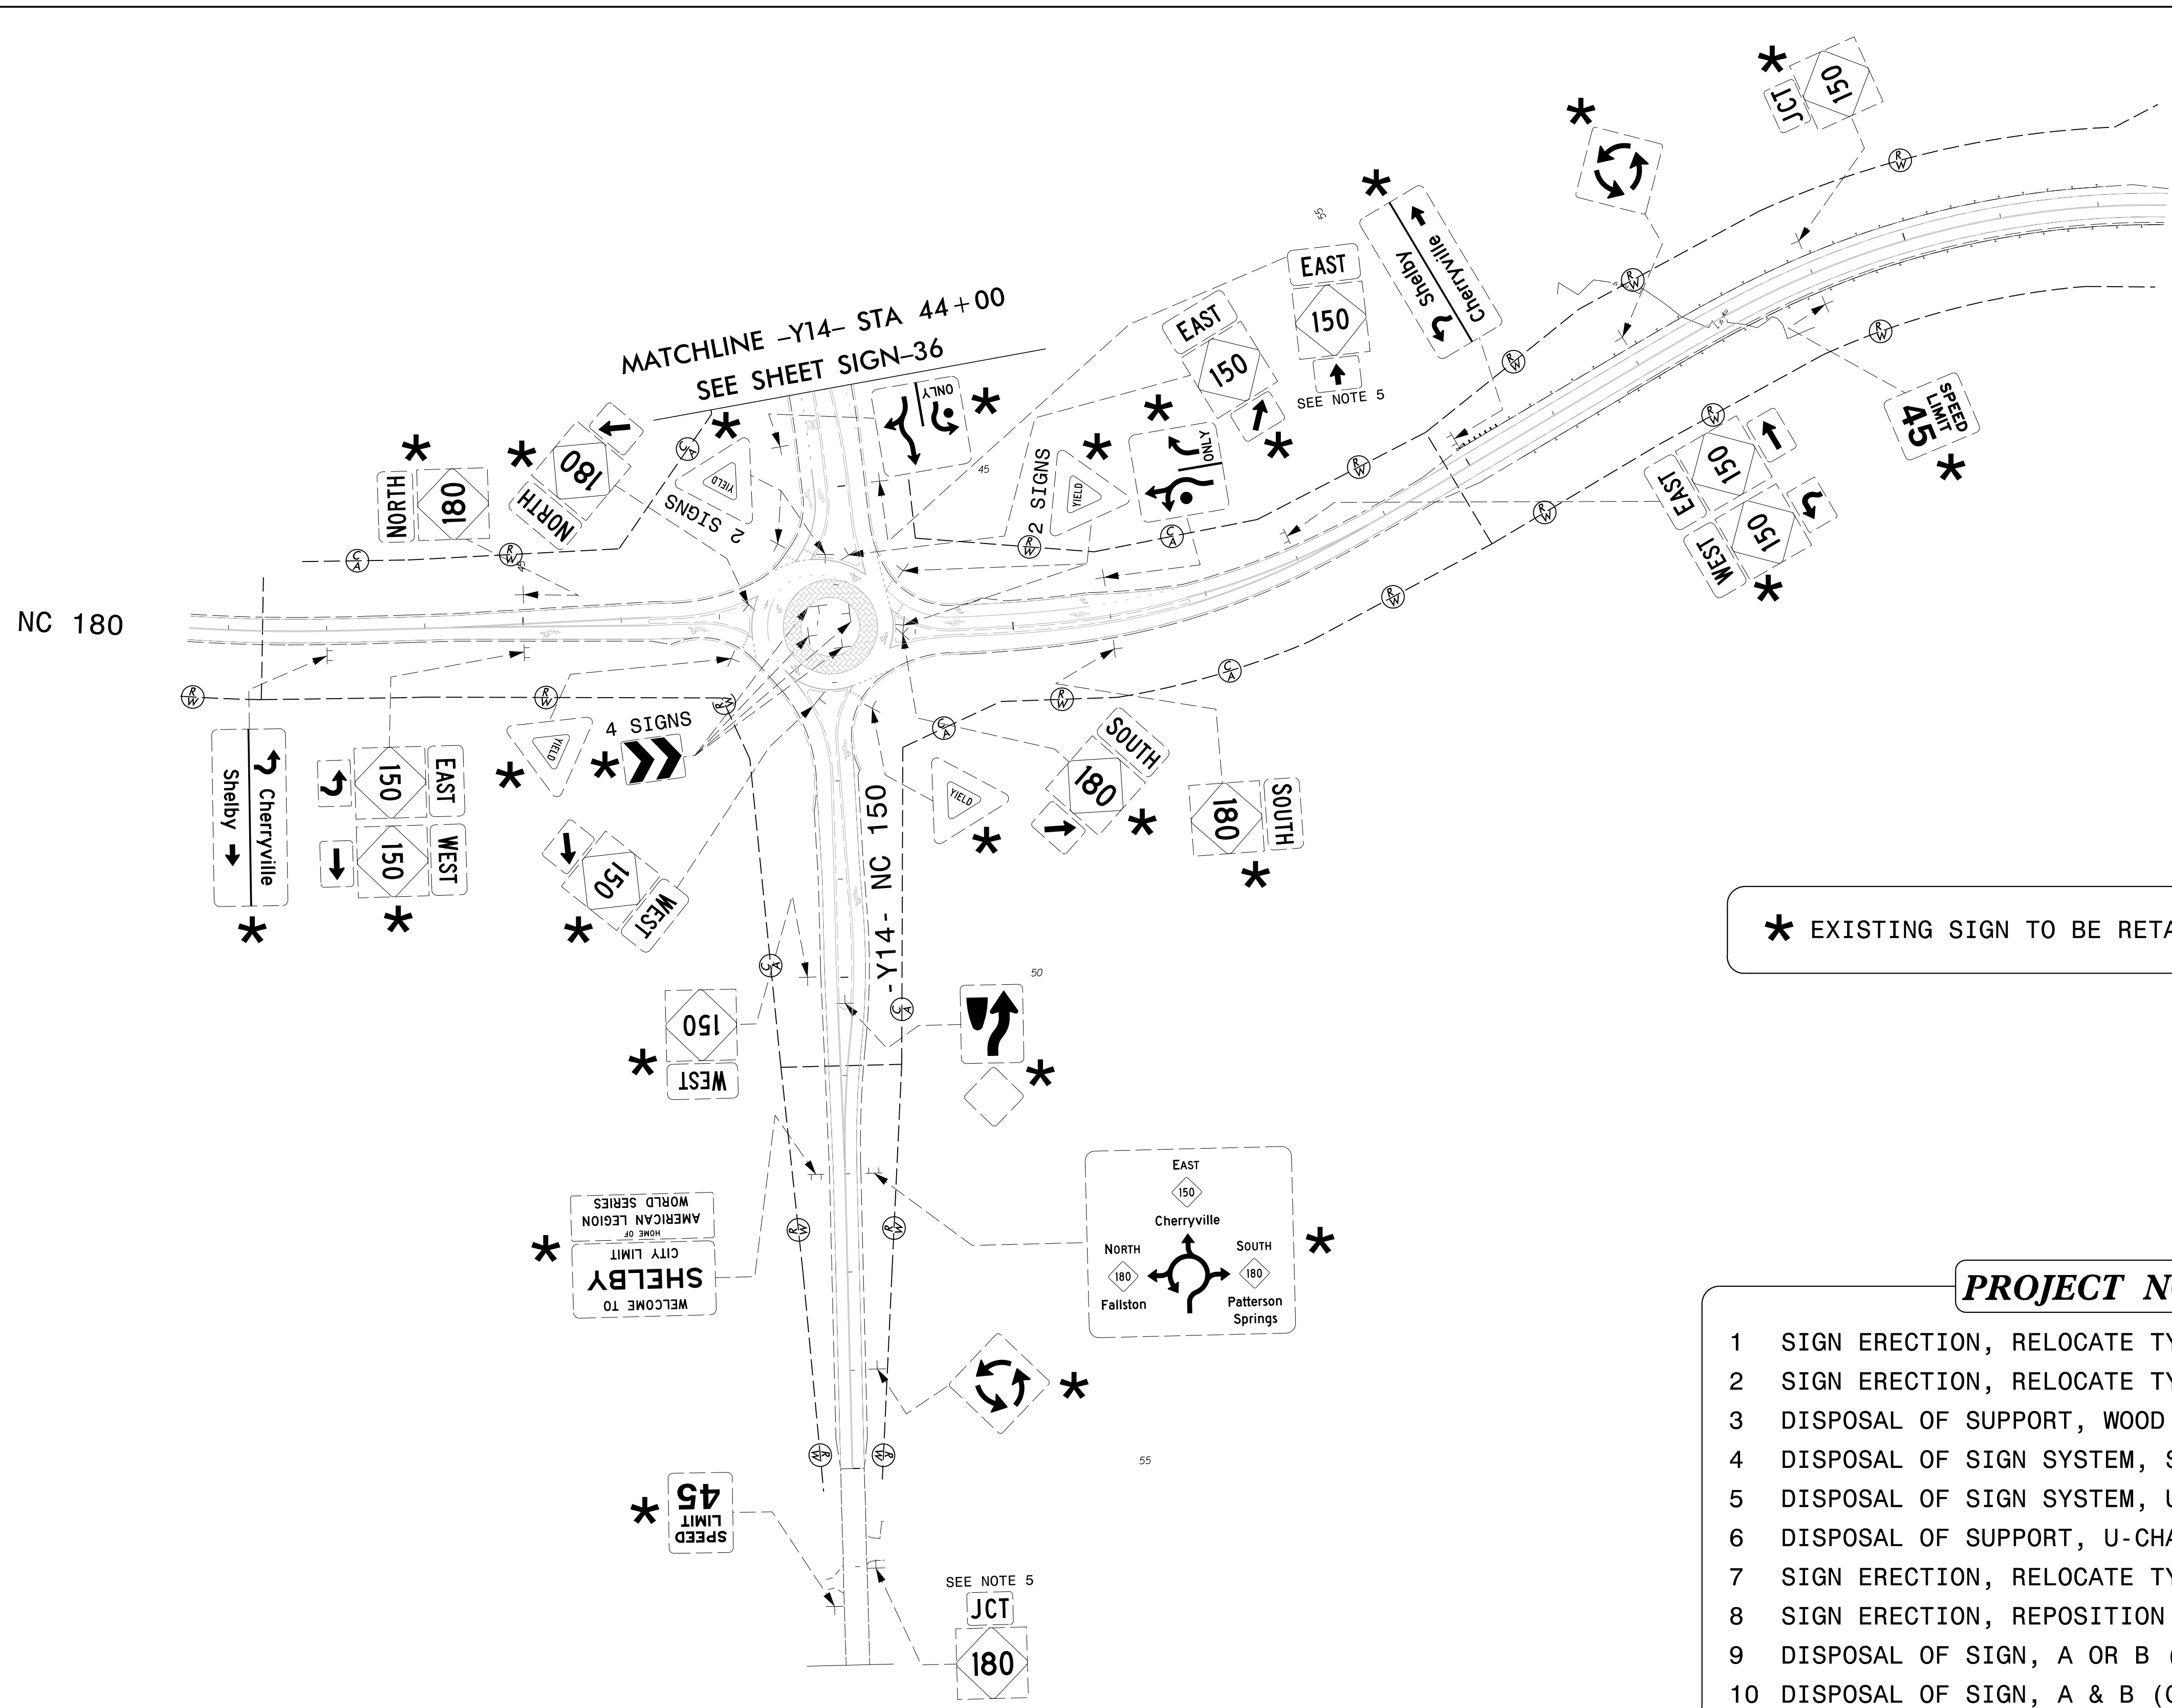 JCT
150
Cherryville
Shelby
55
EAST
150
SEE NOTE 5
EAST
150
MATCHLINE –Y14– STA 44+00
SEE SHEET SIGN–36
ONLY
45
SPEED
LIMIT
45
NORTH
180
NORTH
180
YIELD
2 SIGNS
2 SIGNS
YIELD
ONLY
EAST
150
WEST
150
45
NC 180
R
W
C
A
4 SIGNS
Cherryville
Shelby
EAST
150
WEST
150
YIELD
WEST
150
-Y14- NC 150
YIELD
SOUTH
180
SOUTH
180
EXISTING SIGN TO BE RETA
50
150
WEST
WELCOME TO
SHELBY
CITY LIMIT
HOME OF
AMERICAN LEGION
WORLD SERIES
EAST
150
Cherryville
NORTH
180
Fallston
SOUTH
180
Patterson
Springs
55
SPEED
LIMIT
45
SEE NOTE 5
JCT
180
PROJECT N
1 SIGN ERECTION, RELOCATE TY
2 SIGN ERECTION, RELOCATE TY
3 DISPOSAL OF SUPPORT, WOOD
4 DISPOSAL OF SIGN SYSTEM, S
5 DISPOSAL OF SIGN SYSTEM, U
6 DISPOSAL OF SUPPORT, U-CHA
7 SIGN ERECTION, RELOCATE TY
8 SIGN ERECTION, REPOSITION
9 DISPOSAL OF SIGN, A OR B (
10 DISPOSAL OF SIGN, A & B (